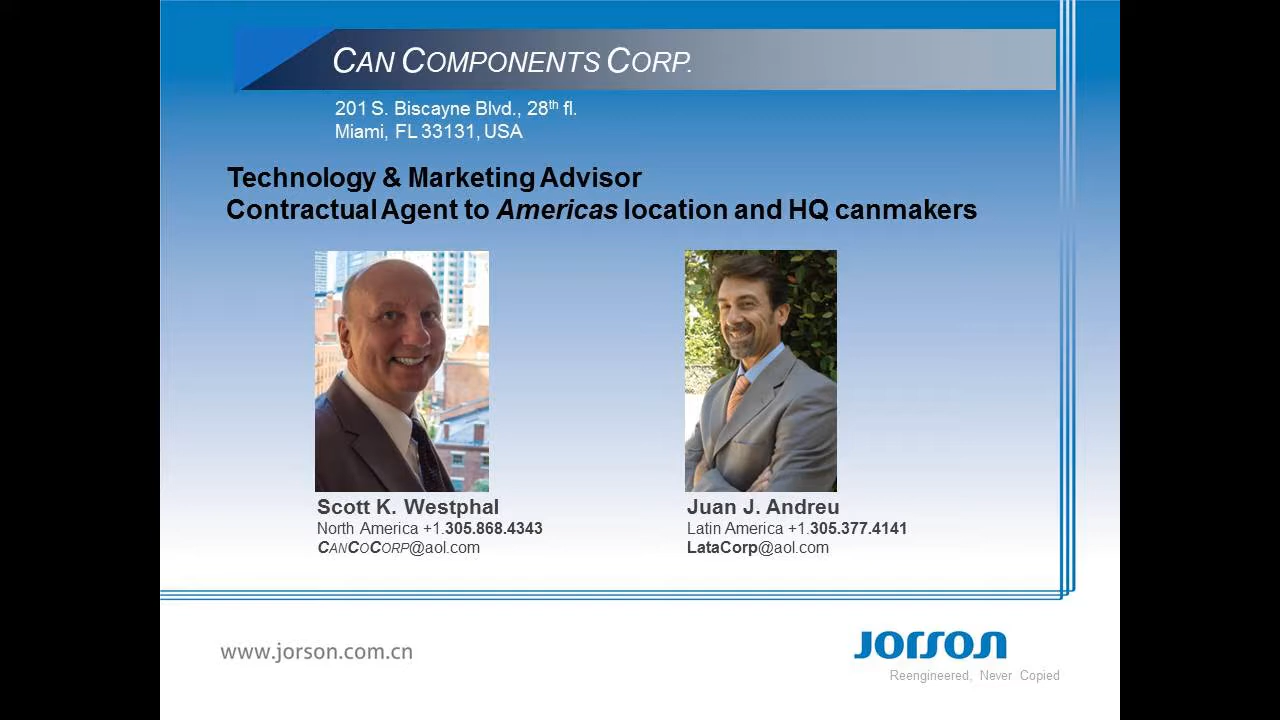 CAN COMPONENTS CORP.
201 S. Biscayne Blvd., 28th fl.
Miami, FL 33131, USA
Technology & Marketing Advisor
Contractual Agent to Americas location and HQ canmakers
Scott K. Westphal
North America +1.305.868.4343
CANCOCORP@aol.com
Juan J. Andreu
Latin America +1.305.377.4141
LataCorp@aol.com
www.jorson.com.cn
JORSON
Reengineered, Never Copied